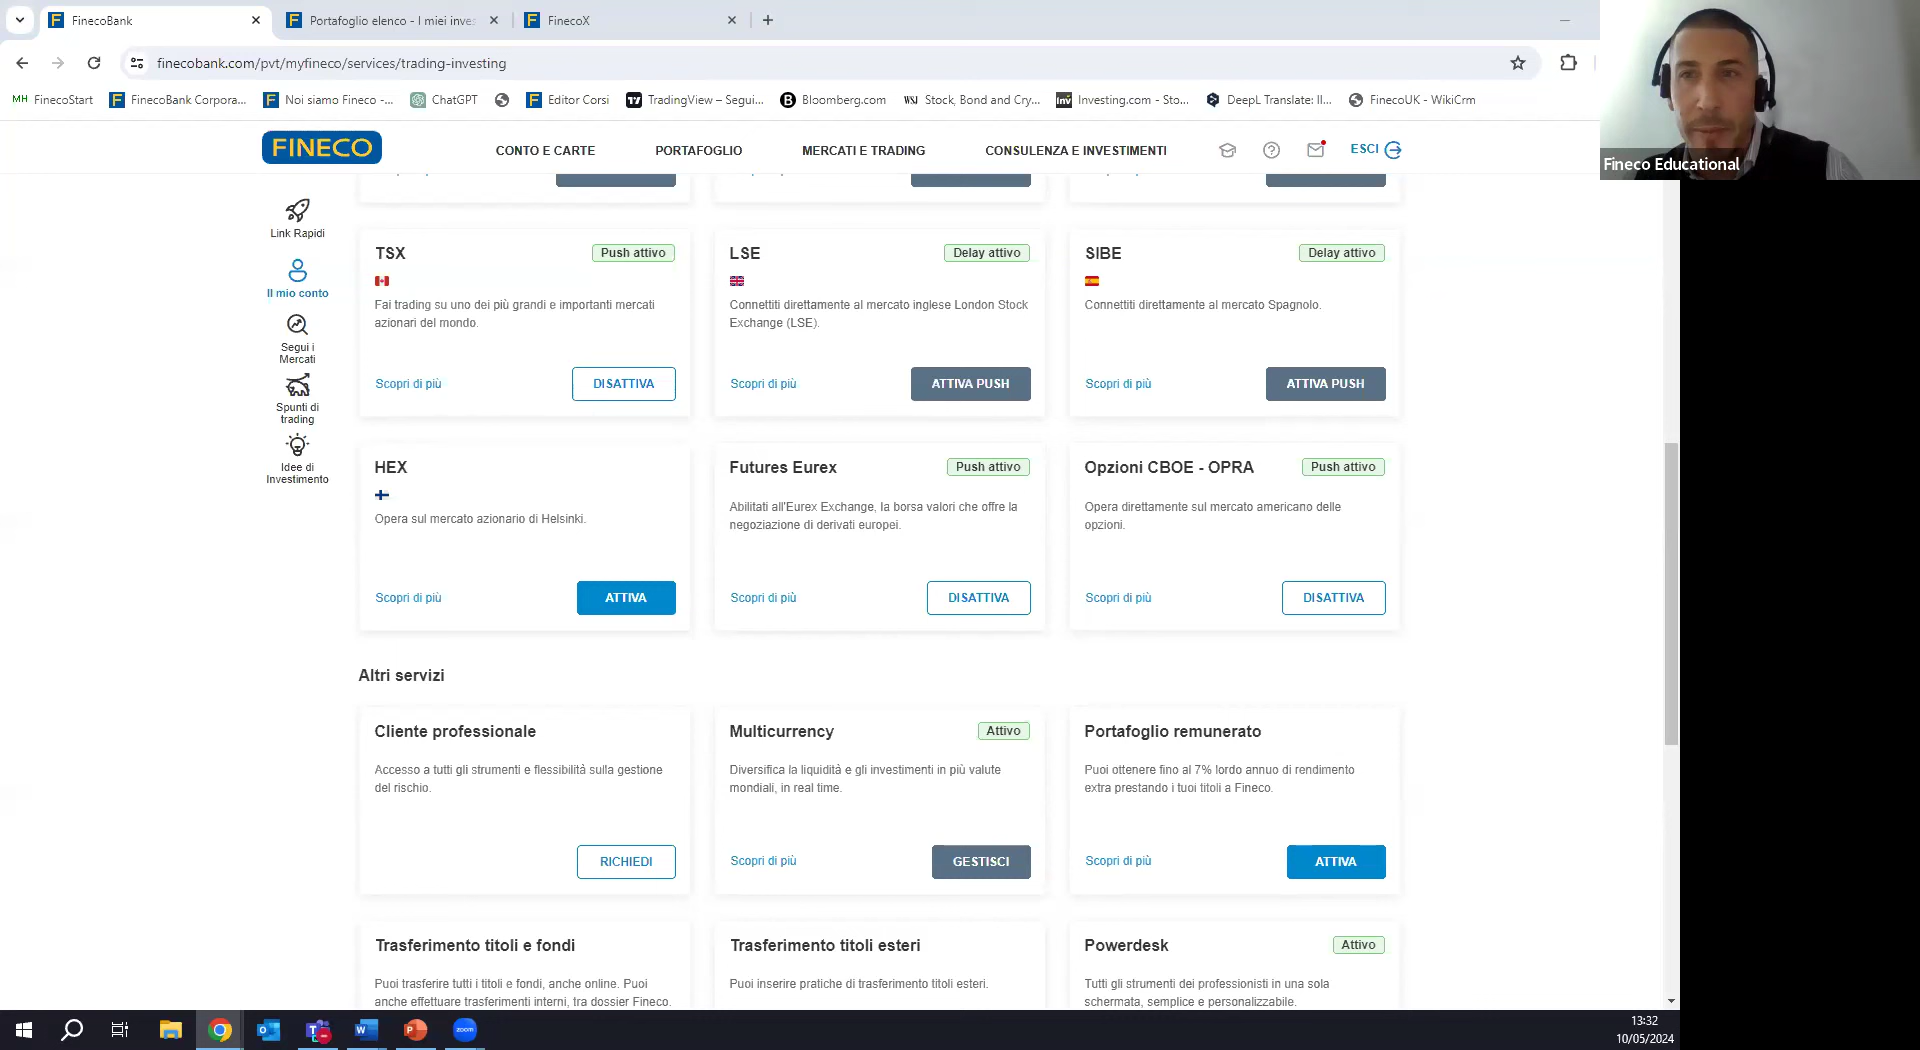 FinecoBank
Portafoglio elenco - I miei inves
FinecoX
finecobank.com/pvt/myfineco/services/trading-investing
MH FinecoStart
FinecoBank Corpora...
Noi siamo Fineco -...
ChatGPT
Editor Corsi
TradingView – Segui...
Bloomberg.com
WSJ Stock, Bond and Cry...
Inv Investing.com - Sto...
DeepL Translate: Il...
FinecoUK - WikiCrm
FINECO
CONTO E CARTE
PORTAFOGLIO
MERCATI E TRADING
CONSULENZA E INVESTIMENTI
ESCI
Fineco Educational
Link Rapidi
Il mio conto
Segui i
Mercati
Spunti di
trading
Idee di
Investimento
TSX
Push attivo
Fai trading su uno dei più grandi e importanti mercati
azionari del mondo.
Scopri di più
DISATTIVA
LSE
Delay attivo
Connettiti direttamente al mercato inglese London Stock
Exchange (LSE).
Scopri di più
ATTIVA PUSH
SIBE
Delay attivo
Connettiti direttamente al mercato Spagnolo.
Scopri di più
ATTIVA PUSH
HEX
Opera sul mercato azionario di Helsinki.
Scopri di più
ATTIVA
Futures Eurex
Push attivo
Abilitati all'Eurex Exchange, la borsa valori che offre la
negoziazione di derivati europei.
Scopri di più
DISATTIVA
Opzioni CBOE - OPRA
Push attivo
Opera direttamente sul mercato americano delle
opzioni.
Scopri di più
DISATTIVA
Altri servizi
Cliente professionale
Accesso a tutti gli strumenti e flessibilità sulla gestione
del rischio.
RICHIEDI
Multicurrency
Attivo
Diversifica la liquidità e gli investimenti in più valute
mondiali, in real time.
Scopri di più
GESTISCI
Portafoglio remunerato
Puoi ottenere fino al 7% lordo annuo di rendimento
extra prestando i tuoi titoli a Fineco.
Scopri di più
ATTIVA
Trasferimento titoli e fondi
Puoi trasferire tutti i titoli e fondi, anche online. Puoi
anche effettuare trasferimenti interni, tra dossier Fineco.
Trasferimento titoli esteri
Puoi inserire pratiche di trasferimento titoli esteri.
Powerdesk
Attivo
Tutti gli strumenti dei professionisti in una sola
schermata, semplice e personalizzabile.
zoom
13:32
10/05/2024